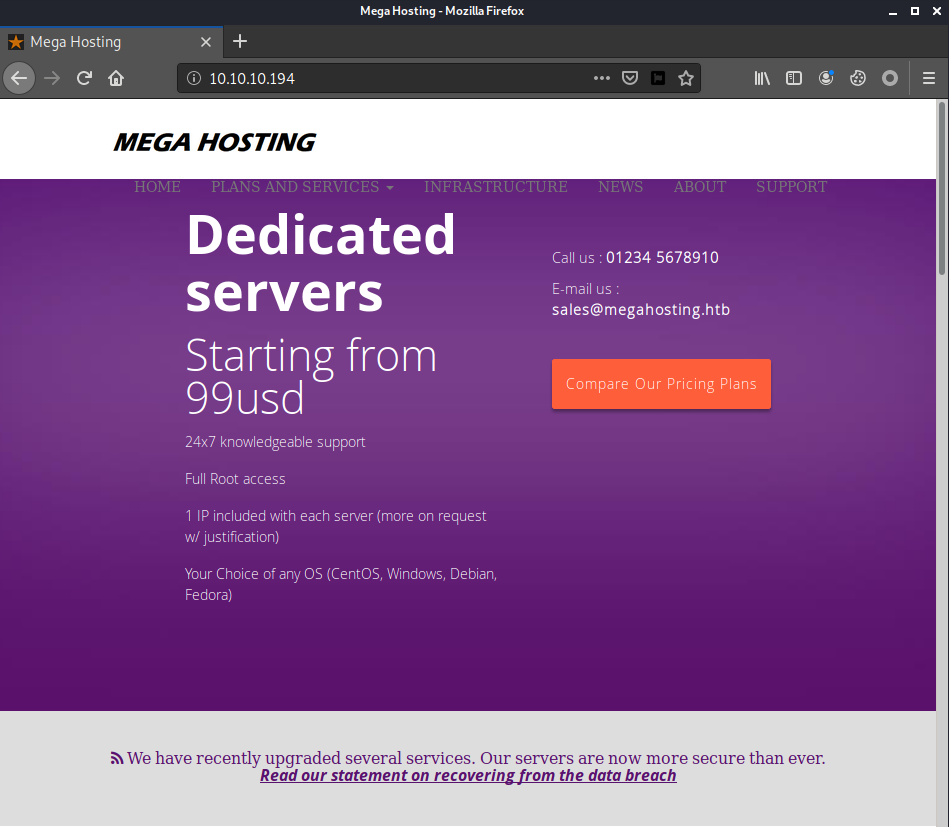 Mega Hosting - Mozilla Firefox
Mega Hosting
10.10.10.194
MEGA HOSTING
HOME PLANS AND SERVICES INFRASTRUCTURE NEWS ABOUT SUPPORT
Dedicated
servers
Starting from
99usd
24x7 knowledgeable support
Full Root access
1 IP included with each server (more on request
w/ justification)
Your Choice of any OS (CentOS, Windows, Debian,
Fedora)
Call us : 01234 5678910
E-mail us :
sales@megahosting.htb
Compare Our Pricing Plans
We have recently upgraded several services. Our servers are now more secure than ever.
Read our statement on recovering from the data breach